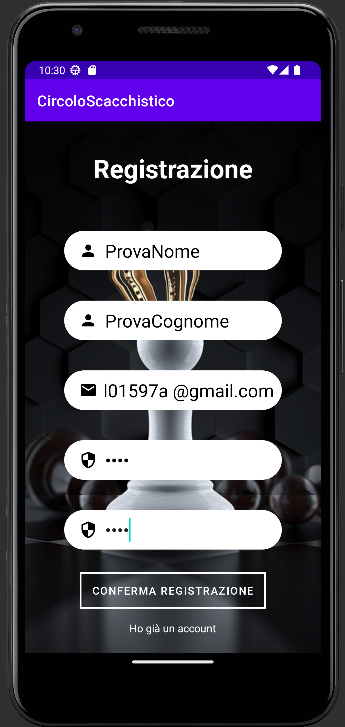 10:30
CircoloScacchistico
Registrazione
ProvaNome
ProvaCognome
l01597a @gmail.com
••••
••••
CONFERMA REGISTRAZIONE
Ho già un account